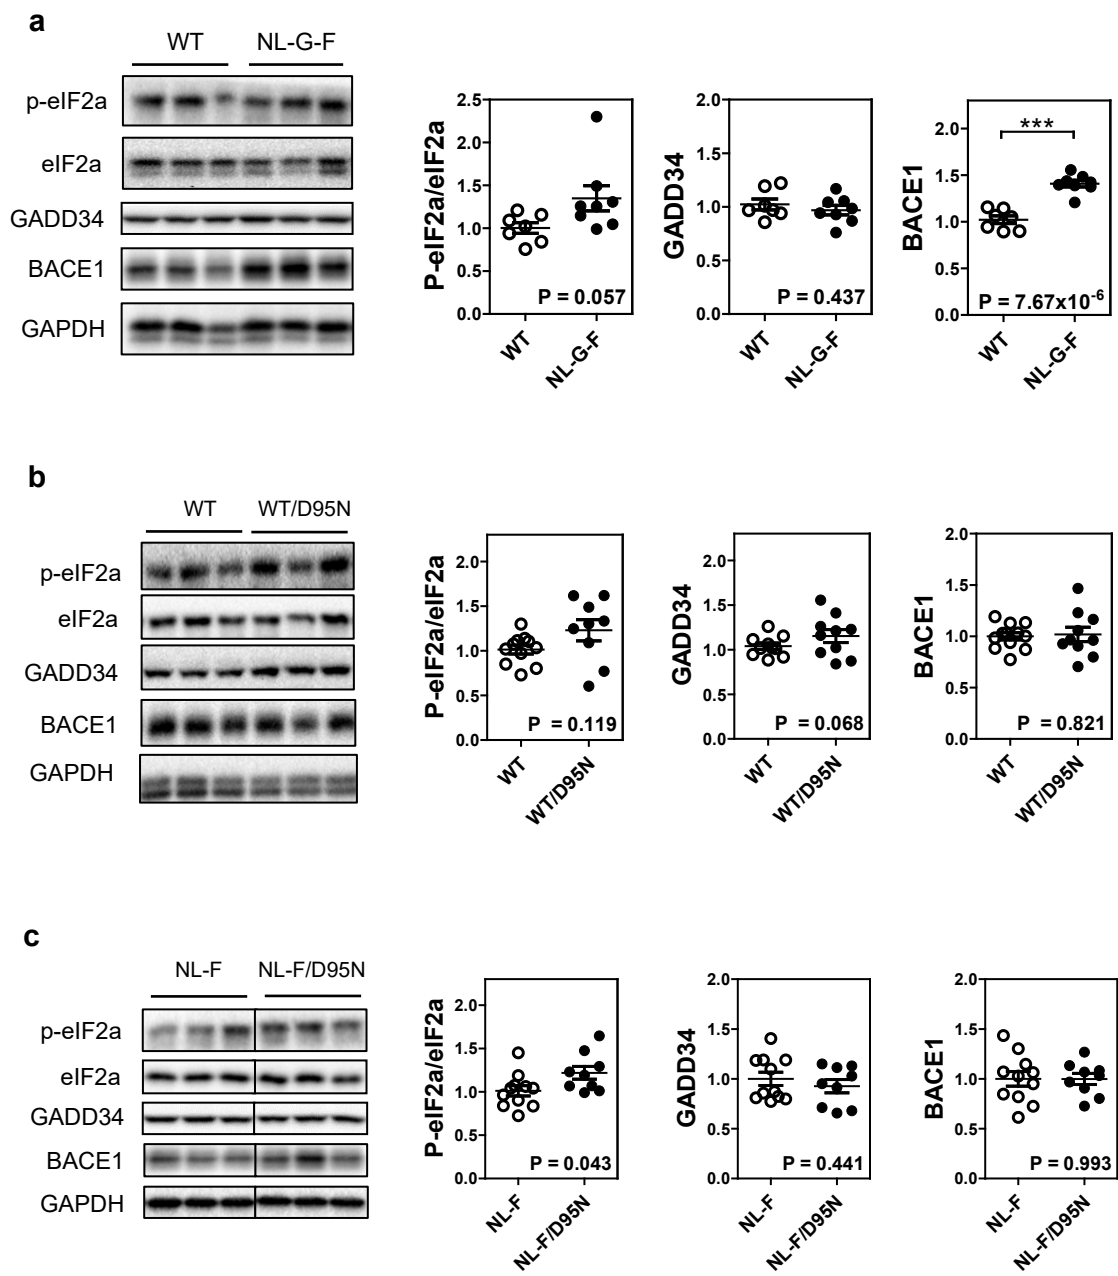 a
WT NL-G-F
p-eIF2a
eIF2a
GADD34
BACE1
GAPDH
P-eIF2a/eIF2a
2.5
2.0
1.5
1.0
0.5
0.0
P = 0.057
WT
NL-G-F
GADD34
2.0
1.5
1.0
0.5
0.0
P = 0.437
WT
NL-G-F
BACE1
2.0
1.5
1.0
0.5
0.0
***
P = 7.67x10-6
WT
NL-G-F
b
WT WT/D95N
p-eIF2a
eIF2a
GADD34
BACE1
GAPDH
P-eIF2a/eIF2a
2.0
1.5
1.0
0.5
0.0
P = 0.119
WT
WT/D95N
GADD34
2.0
1.5
1.0
0.5
0.0
P = 0.068
WT
WT/D95N
BACE1
2.0
1.5
1.0
0.5
0.0
P = 0.821
WT
WT/D95N
c
NL-F NL-F/D95N
p-eIF2a
eIF2a
GADD34
BACE1
GAPDH
P-eIF2a/eIF2a
2.0
1.5
1.0
0.5
0.0
P = 0.043
NL-F
NL-F/D95N
GADD34
2.0
1.5
1.0
0.5
0.0
P = 0.441
NL-F
NL-F/D95N
BACE1
2.0
1.5
1.0
0.5
0.0
P = 0.993
NL-F
NL-F/D95N